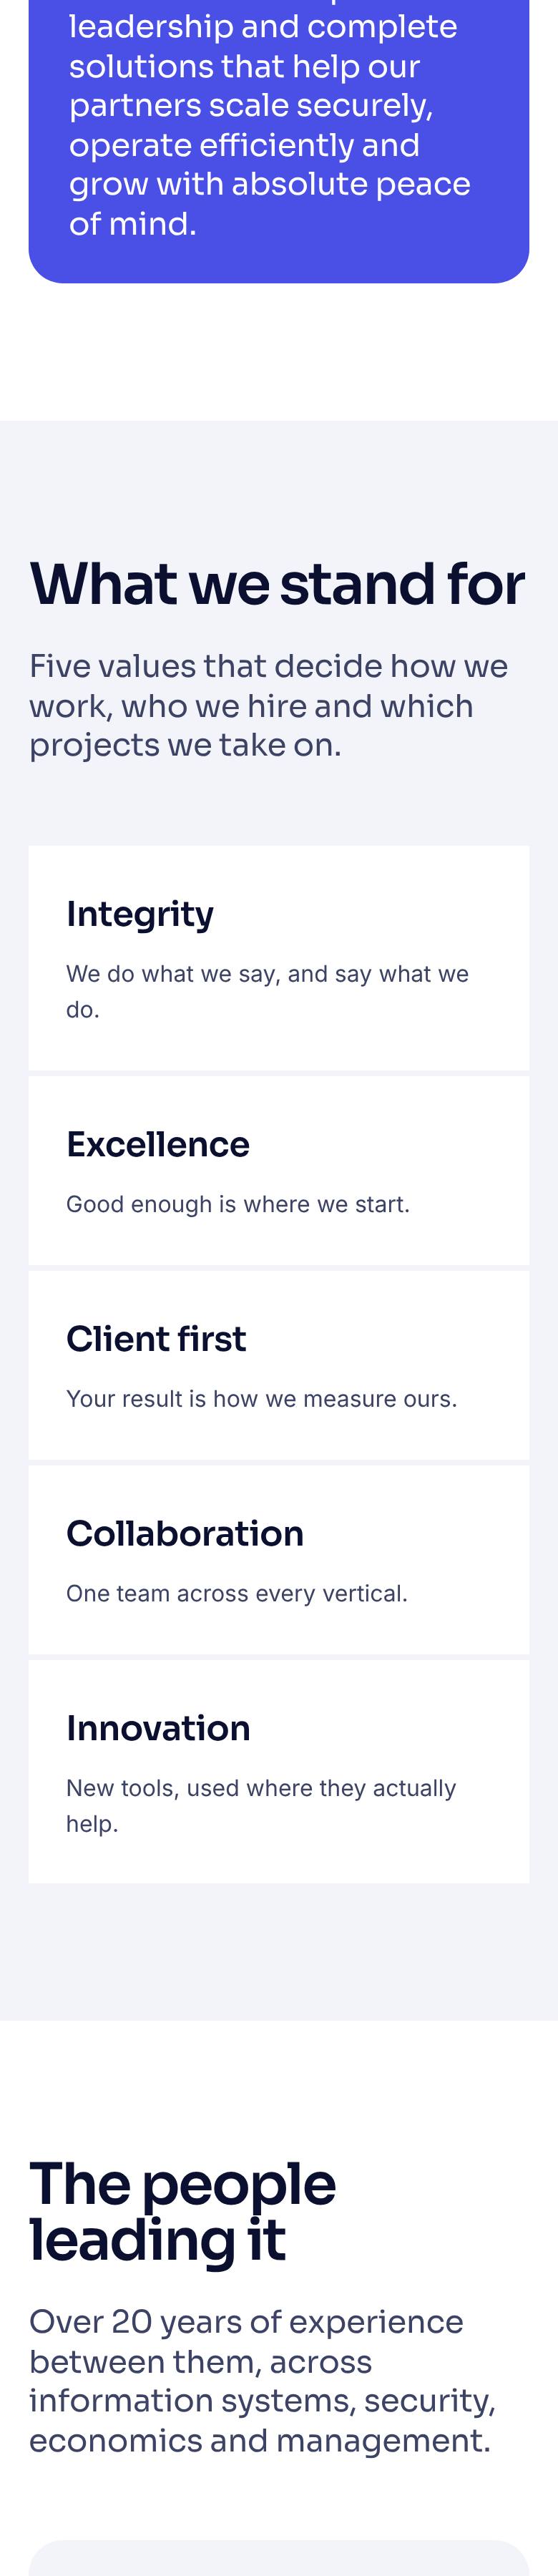 leadership and complete
solutions that help our
partners scale securely,
operate efficiently and
grow with absolute peace
of mind.
What we stand for
Five values that decide how we
work, who we hire and which
projects we take on.
Integrity
We do what we say, and say what we
do.
Excellence
Good enough is where we start.
Client first
Your result is how we measure ours.
Collaboration
One team across every vertical.
Innovation
New tools, used where they actually
help.
The people
leading it
Over 20 years of experience
between them, across
information systems, security,
economics and management.